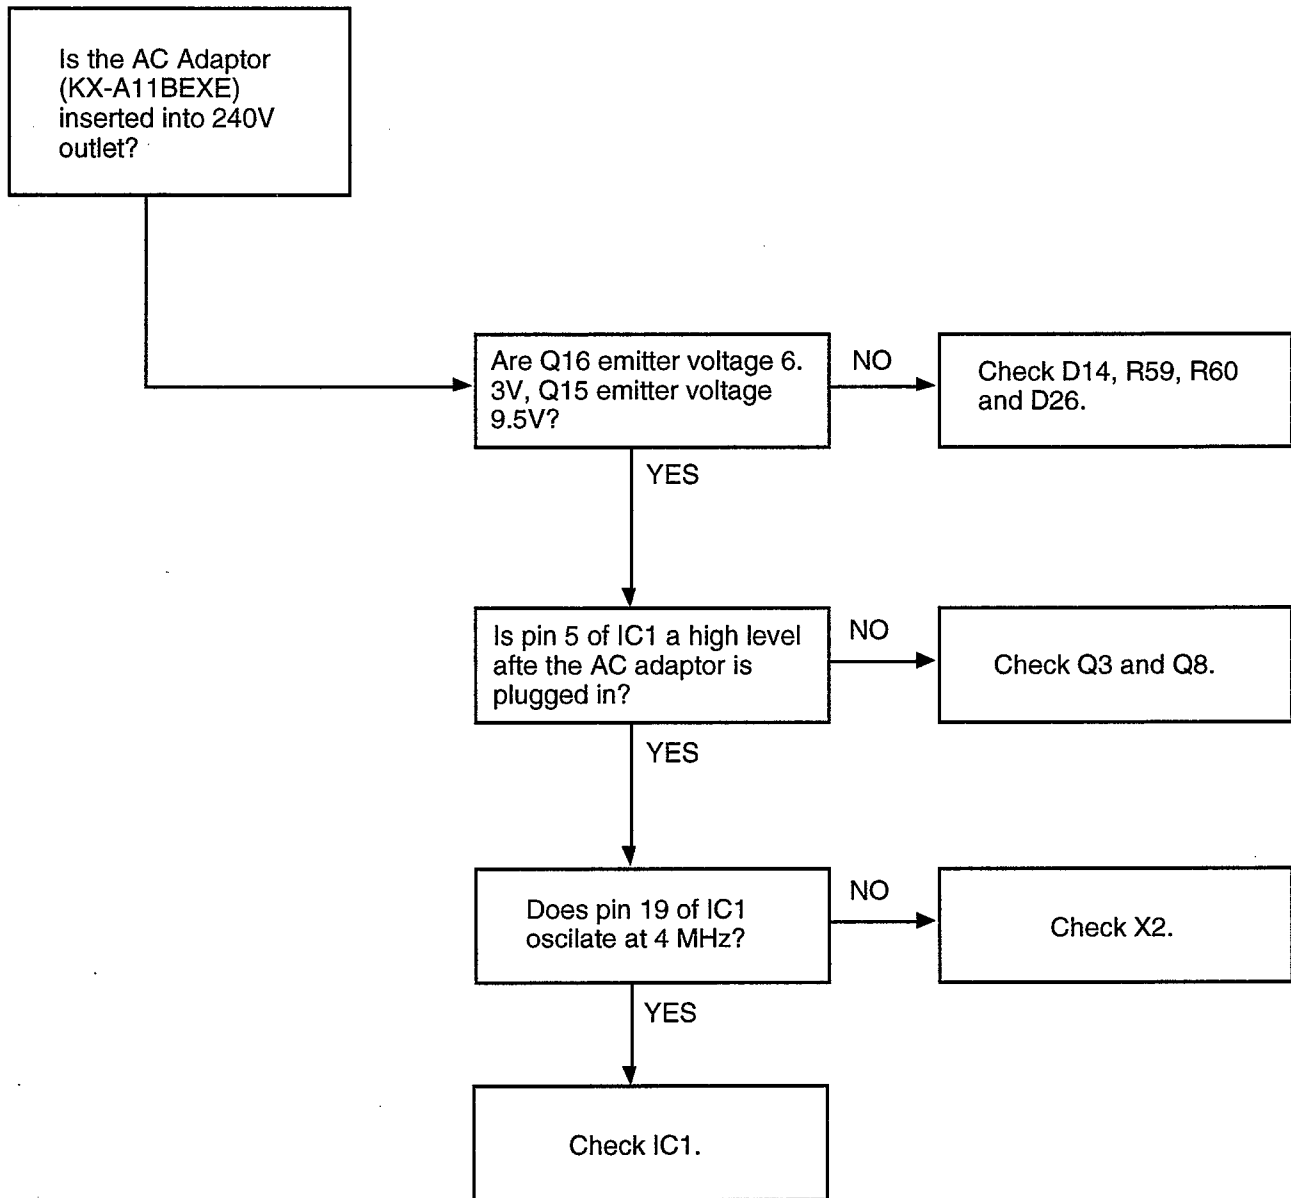 Is the AC Adaptor
(KX-A11BEXE)
inserted into 240V
outlet?
Are Q16 emitter voltage 6.
3V, Q15 emitter voltage
9.5V?
NO
Check D14, R59, R60
and D26.
YES
Is pin 5 of IC1 a high level
afte the AC adaptor is
plugged in?
NO
Check Q3 and Q8.
YES
Does pin 19 of IC1
oscilate at 4 MHz?
NO
Check X2.
YES
Check IC1.